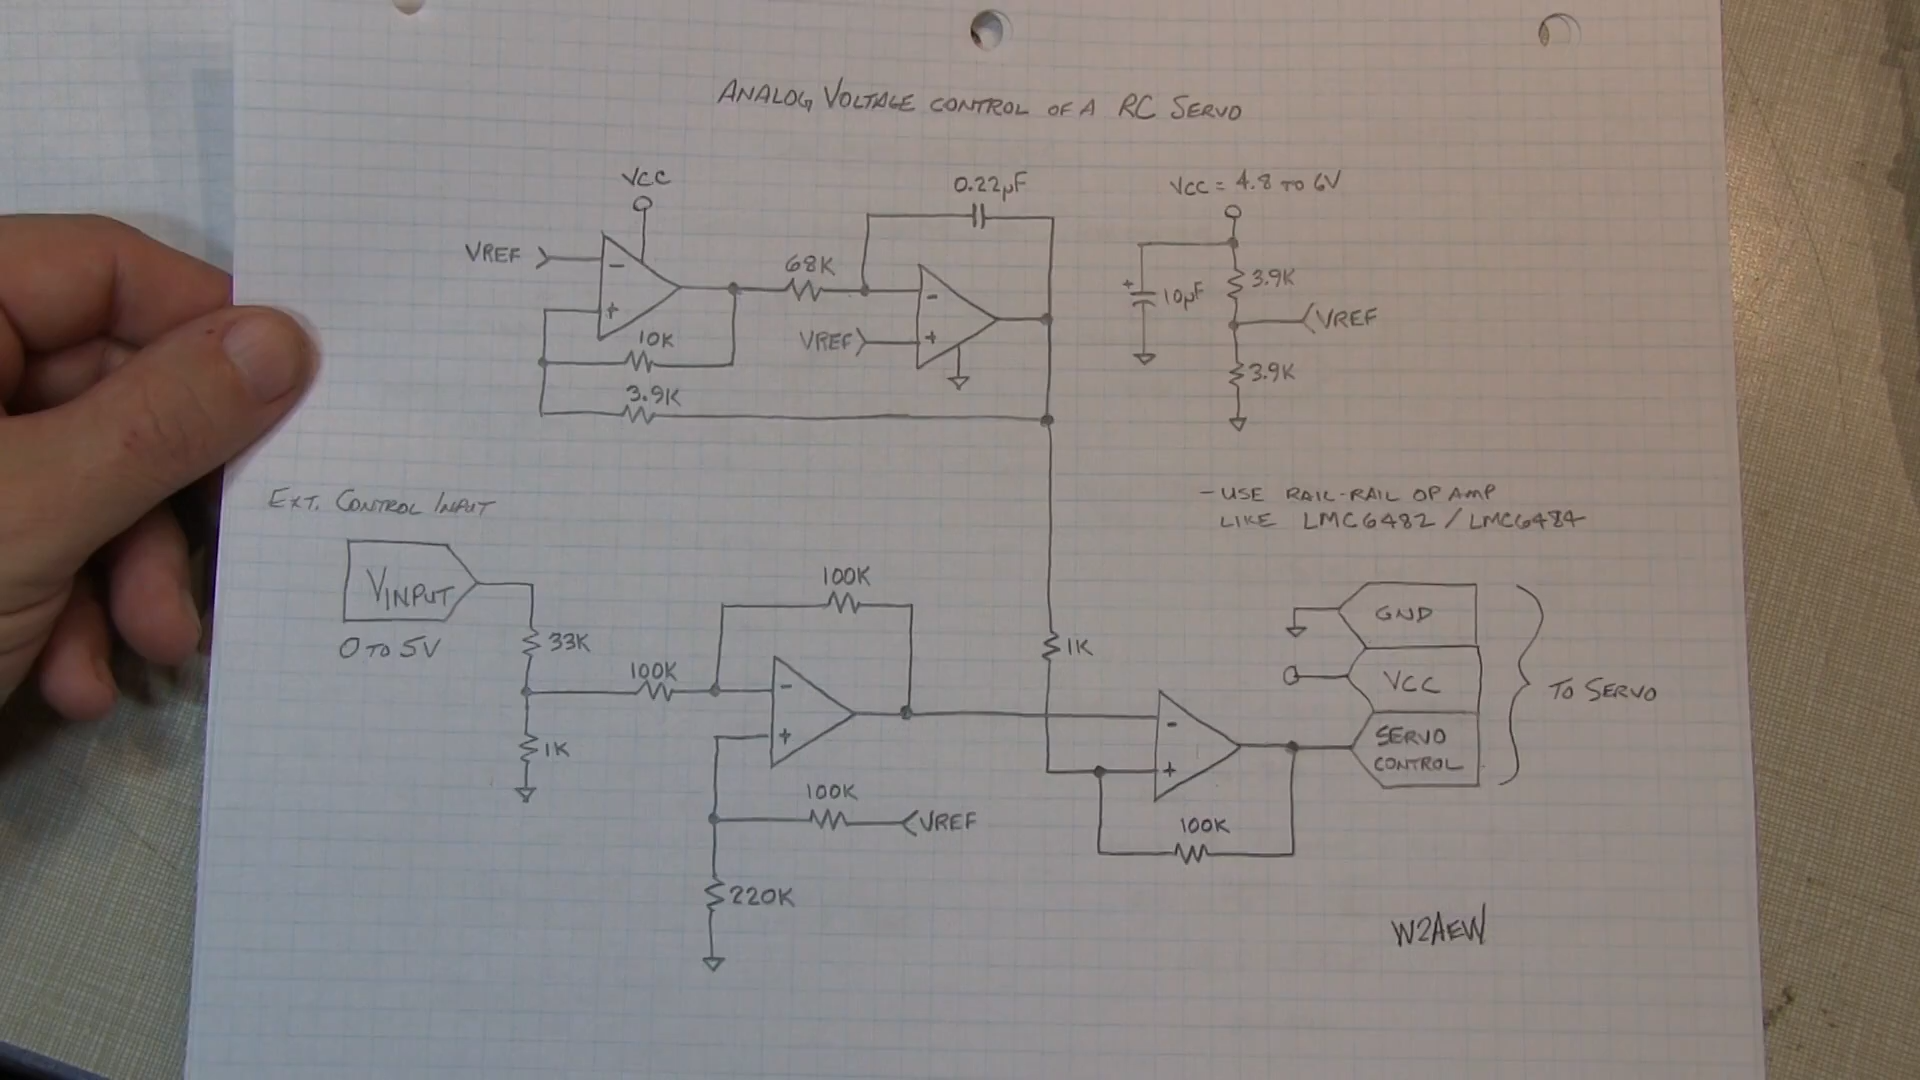 ANALOG VOLTAGE CONTROL OF A RC SERVO
VCC
0.22µF
VCC = 4.8 TO 6V
VREF
-
+
68K
10K
3.9K
VREF
-
+
+
10µF
3.9K
VREF
3.9K
EXT. CONTROL INPUT
- USE RAIL-RAIL OP AMP
LIKE LMC6482 / LMC6484
VINPUT
0 TO 5V
33K
1K
100K
100K
-
+
100K
VREF
220K
1K
-
+
100K
GND
VCC
SERVO
CONTROL
TO SERVO
W2AEW